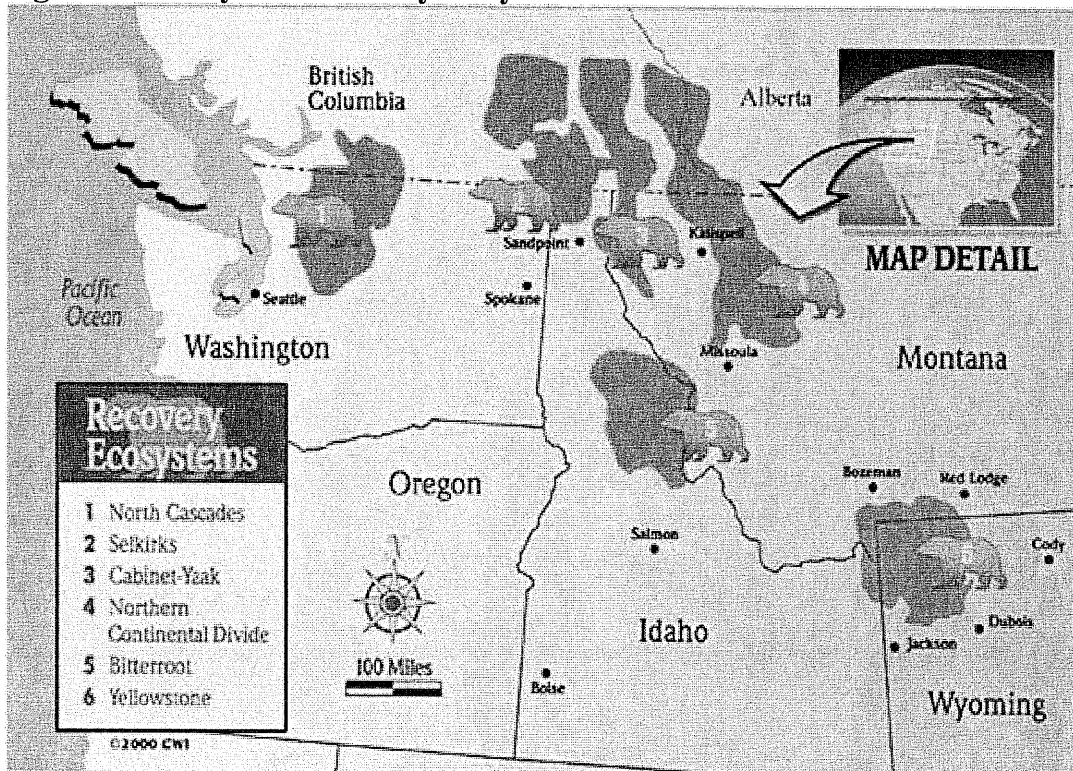 British
Columbia
Alberta
MAP DETAIL
Sandpoint
Kalispell
Pacific
Ocean
Seattle
Spokane
Washington
Missoula
Montana
Recovery
Ecosystems
1 North Cascades
2 Selkirks
3 Cabinet-Yaak
4 Northern
Continental Divide
5 Bitterroot
6 Yellowstone
©2000 CWI
Oregon
100 Miles
Bozeman
Red Lodge
Salmon
Cody
Idaho
Dubois
Jackson
Boise
Wyoming
1